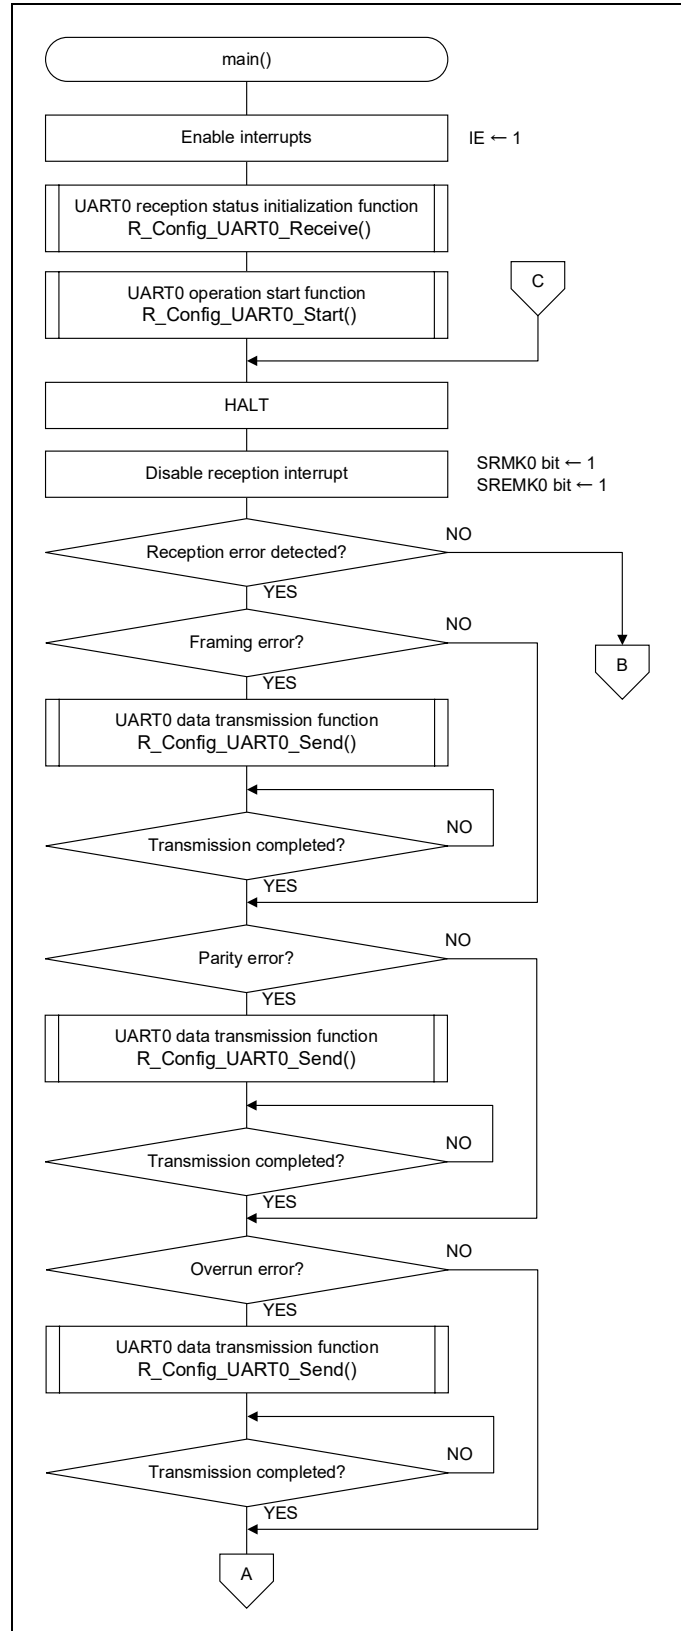 main()
Enable interrupts
IE ← 1
UART0 reception status initialization function
R_Config_UART0_Receive()
C
UART0 operation start function
R_Config_UART0_Start()
HALT
Disable reception interrupt
SRMK0 bit ← 1
SREMK0 bit ← 1
Reception error detected?
NO
YES
Framing error?
NO
B
YES
UART0 data transmission function
R_Config_UART0_Send()
Transmission completed?
NO
YES
Parity error?
NO
YES
UART0 data transmission function
R_Config_UART0_Send()
Transmission completed?
NO
YES
Overrun error?
NO
YES
UART0 data transmission function
R_Config_UART0_Send()
Transmission completed?
NO
YES
A